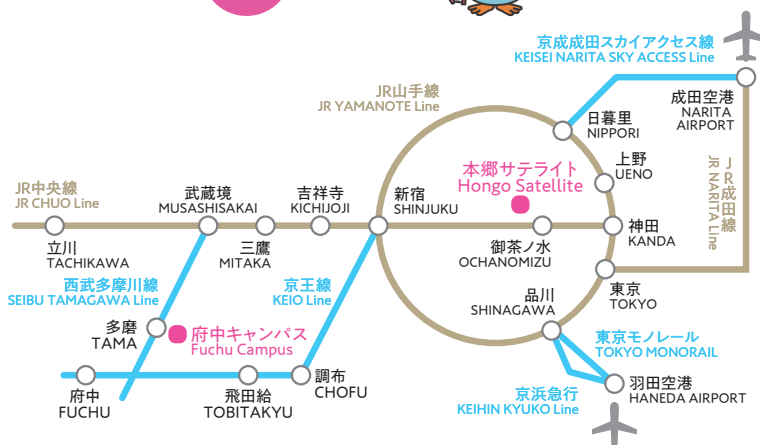 京成成田スカイアクセス線
KEISEI NARITA SKY ACCESS Line
JR山手線
JR YAMANOTE Line
成田空港
NARITA
AIRPORT
日暮里
NIPPORI
上野
UENO
本郷サテライト
Hongo Satellite
JR成田線
JR NARITA Line
JR中央線
JR CHUO Line
武蔵境
MUSASHISAKAI
吉祥寺
KICHIJOJI
新宿
SHINJUKU
神田
KANDA
立川
TACHIKAWA
三鷹
MITAKA
御茶ノ水
OCHANOMIZU
西武多摩川線
SEIBU TAMAGAWA Line
京王線
KEIO Line
品川
SHINAGAWA
東京
TOKYO
多磨
TAMA
府中キャンパス
Fuchu Campus
東京モノレール
TOKYO MONORAIL
府中
FUCHU
飛田給
TOBITAKYU
調布
CHOFU
京浜急行
KEIHIN KYUKO Line
羽田空港
HANEDA AIRPORT